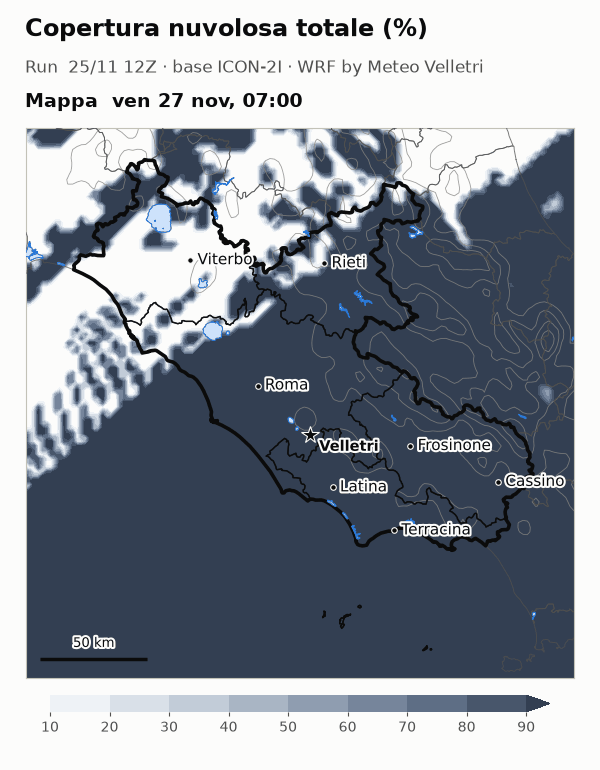 Copertura nuvolosa totale (%)
Run  25/11 12Z · base ICON-2I · WRF by Meteo Velletri
Mappa  ven 27 nov, 07:00
Viterbo
Rieti
Roma
Velletri
Frosinone
Latina
Cassino
Terracina
50 km
10 20 30 40 50 60 70 80 90